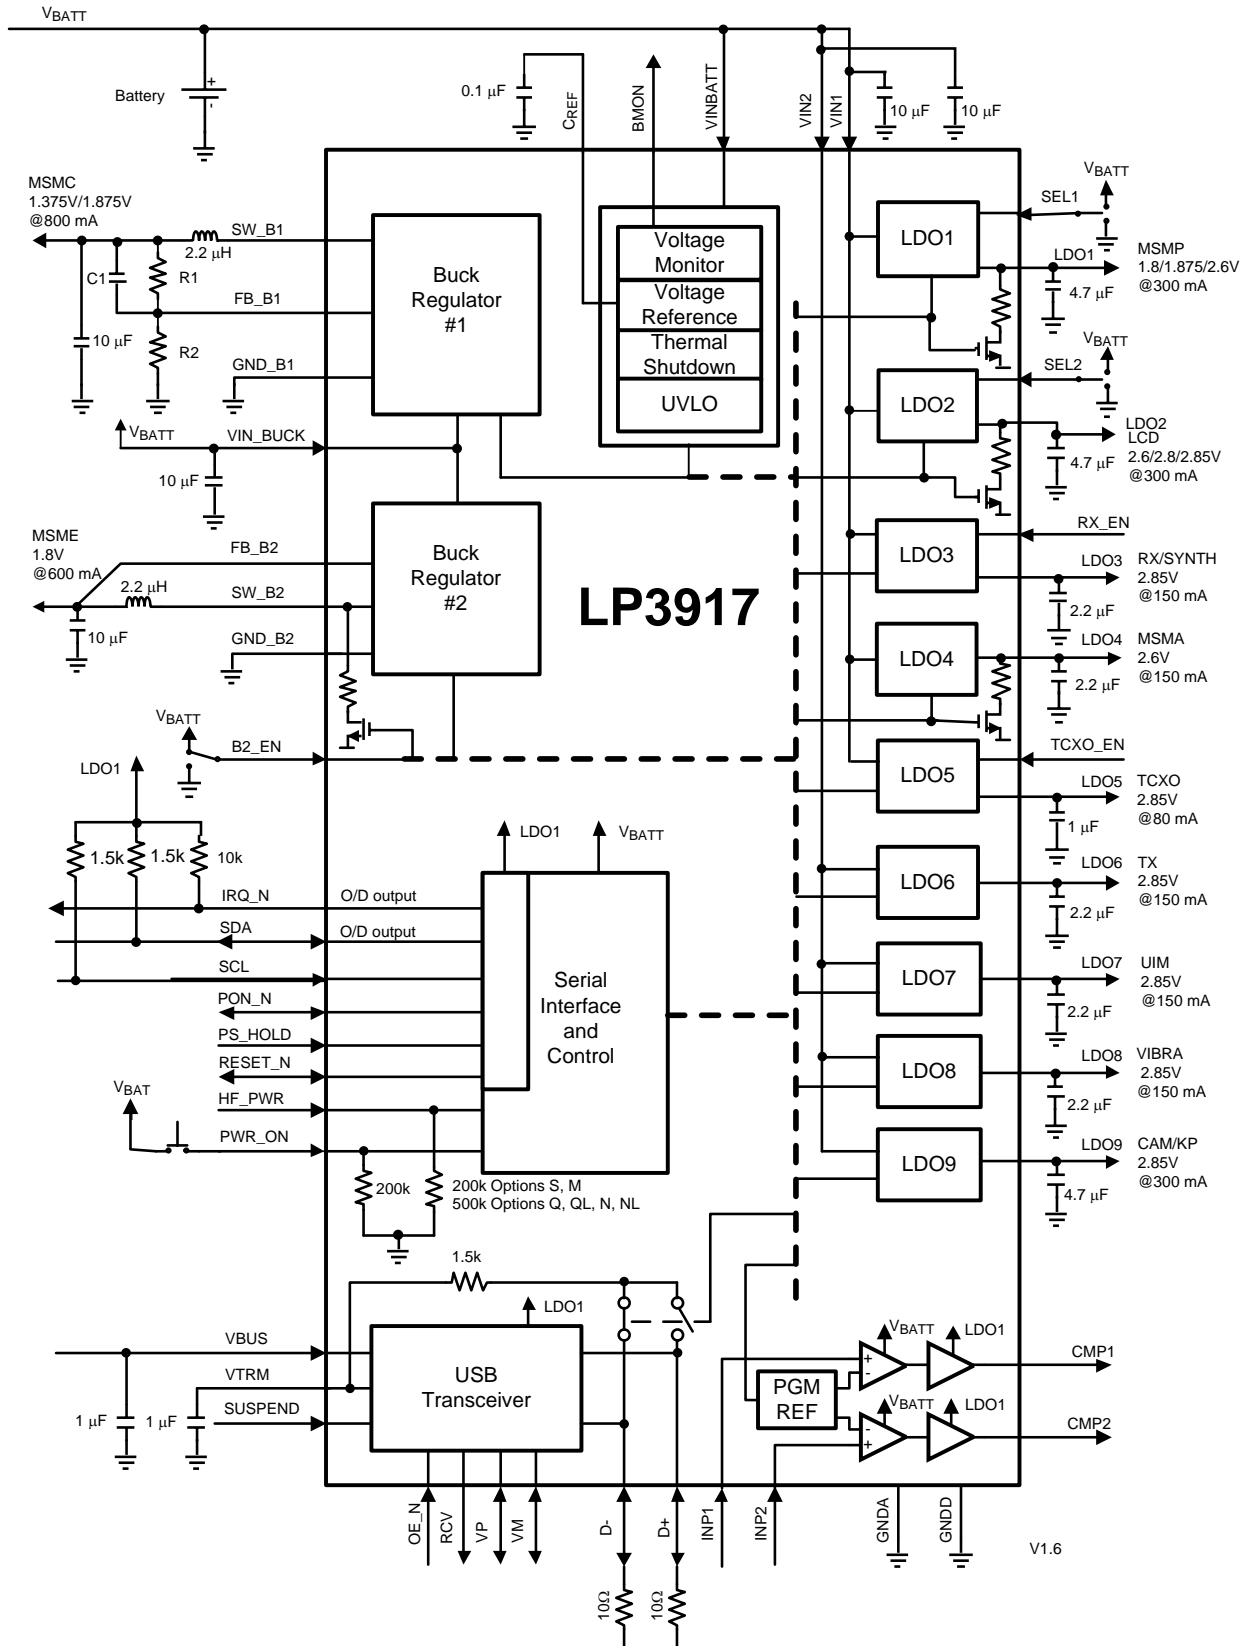 VBATT
Battery
+
-
0.1 µF
CREF
BMON
VINBATT
VIN2
VIN1
10 µF
10 µF
MSMC
1.375V/1.875V
@800 mA
SW_B1
2.2 µH
C1
R1
FB_B1
10 µF
R2
GND_B1
VBATT
VIN_BUCK
10 µF
Buck
Regulator
#1
Voltage
Monitor
Voltage
Reference
Thermal
Shutdown
UVLO
MSME
1.8V
@600 mA
FB_B2
2.2 µH
SW_B2
10 µF
GND_B2
Buck
Regulator
#2
LP3917
VBATT
B2_EN
LDO1
1.5k
1.5k
10k
IRQ_N
O/D output
SDA
O/D output
SCL
PON_N
PS_HOLD
RESET_N
HF_PWR
VBAT
PWR_ON
LDO1
VBATT
Serial
Interface
and
Control
200k
200k Options S, M
500k Options Q, QL, N, NL
LDO1
VBATT
SEL1
LDO1
MSMP
1.8/1.875/2.6V
@300 mA
4.7 µF
LDO2
VBATT
SEL2
LDO2
LCD
2.6/2.8/2.85V
@300 mA
4.7 µF
LDO3
RX_EN
LDO3
RX/SYNTH
2.85V
@150 mA
2.2 µF
LDO4
LDO4
MSMA
2.6V
@150 mA
2.2 µF
LDO5
TCXO_EN
LDO5
TCXO
2.85V
@80 mA
1 µF
LDO6
LDO6
TX
2.85V
@150 mA
2.2 µF
LDO7
LDO7
UIM
2.85V
@150 mA
2.2 µF
LDO8
LDO8
VIBRA
2.85V
@150 mA
2.2 µF
LDO9
LDO9
CAM/KP
2.85V
@300 mA
4.7 µF
1.5k
LDO1
VBUS
VTRM
SUSPEND
1 µF
1 µF
USB
Transceiver
OE_N
RCV
VP
VM
D-
D+
10Ω
10Ω
INP1
INP2
PGM
REF
+
-
VBATT
LDO1
CMP1
-
+
VBATT
LDO1
CMP2
GNDA
GNDD
V1.6